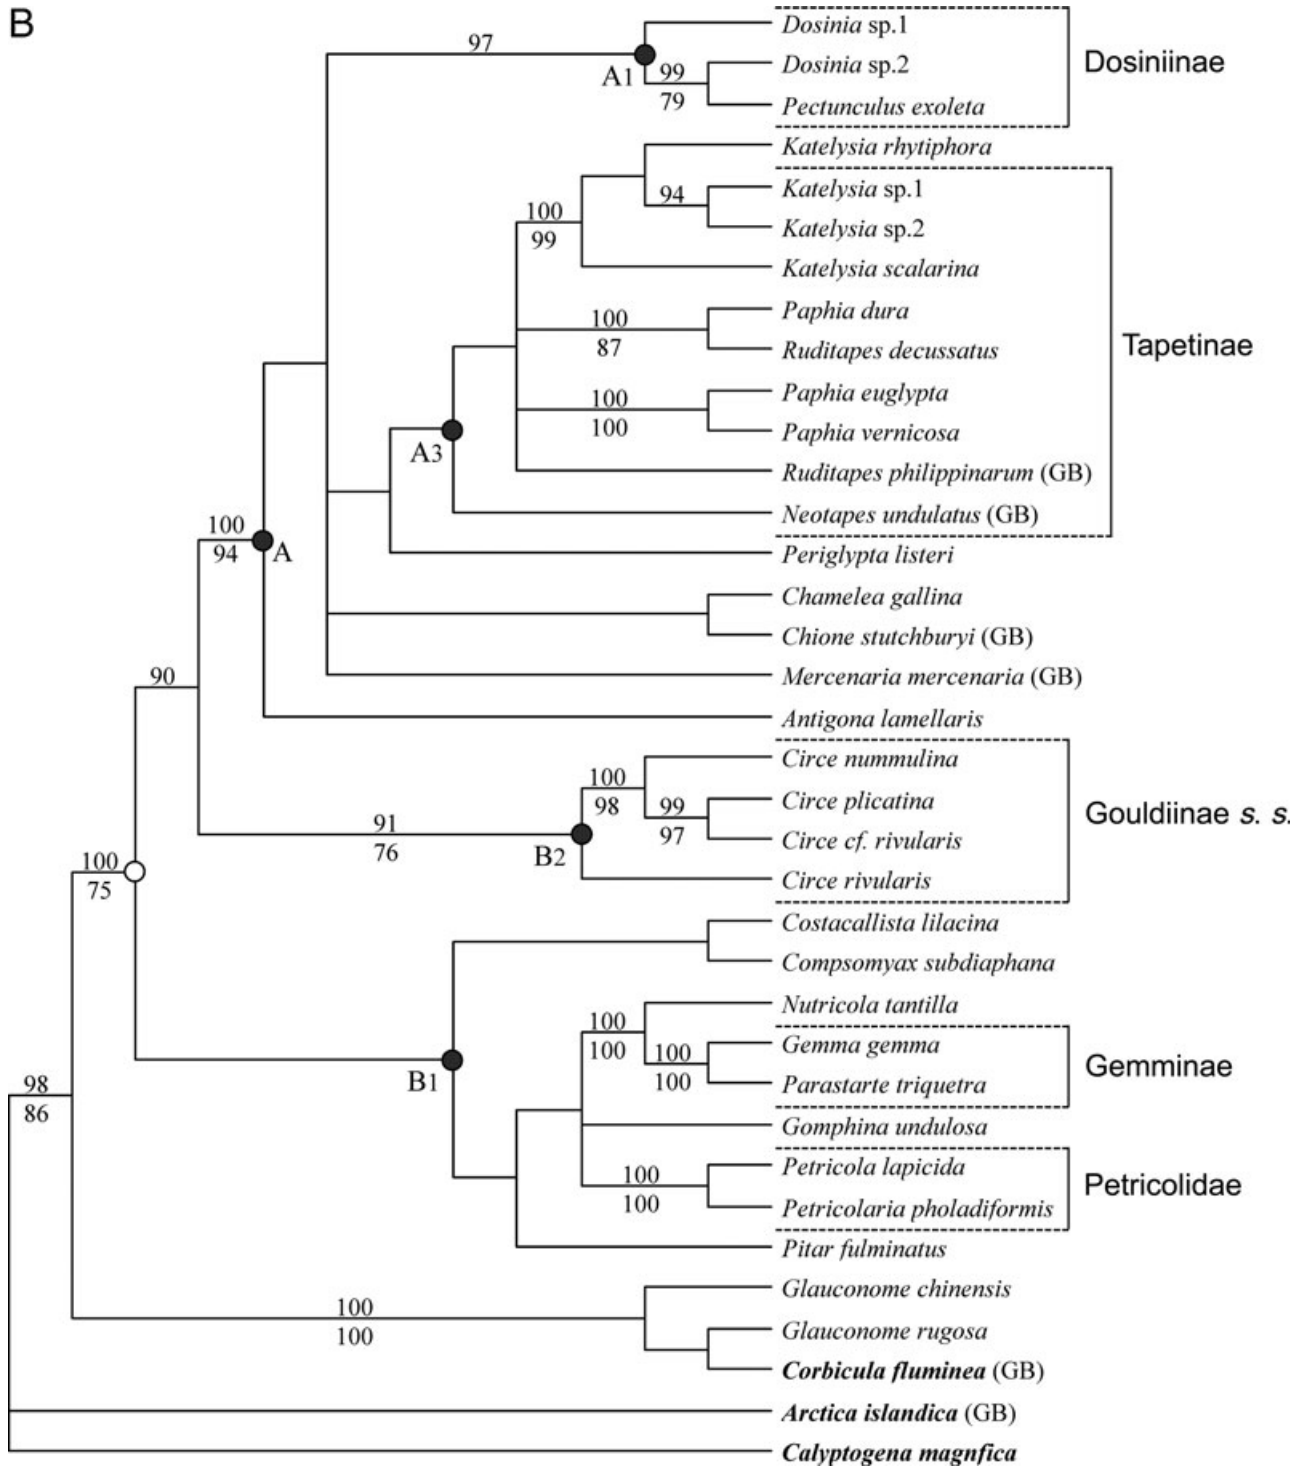 B
97
Dosinia sp.1
A1
99
Dosinia sp.2
Dosiniinae
79
Pectunculus exoleta
Katelysia rhytiphora
94
Katelysia sp.1
100
Katelysia sp.2
99
Katelysia scalarina
100
Paphia dura
87
Ruditapes decussatus
Tapetinae
100
Paphia euglypta
100
Paphia vernicosa
A3
Ruditapes philippinarum (GB)
Neotapes undulatus (GB)
100
94
A
Periglypta listeri
Chamelea gallina
Chione stutchburyi (GB)
90
Mercenaria mercenaria (GB)
Antigona lamellaris
Circe nummulina
100
98
99
Circe plicatina
Gouldiinae s. s.
91
76
B2
97
Circe cf. rivularis
100
75
Circe rivularis
Costacallista lilacina
Compsomyax subdiaphana
Nutricola tantilla
100
100
100
Gemma gemma
Gemminae
B1
100
Parastarte triquetra
98
86
Gomphina undulosa
100
Petricola lapicida
Petricolidae
100
Petricolaria pholadiformis
Pitar fulminatus
Glauconome chinensis
100
100
Glauconome rugosa
Corbicula fluminea (GB)
Arctica islandica (GB)
Calyptogena magnfica